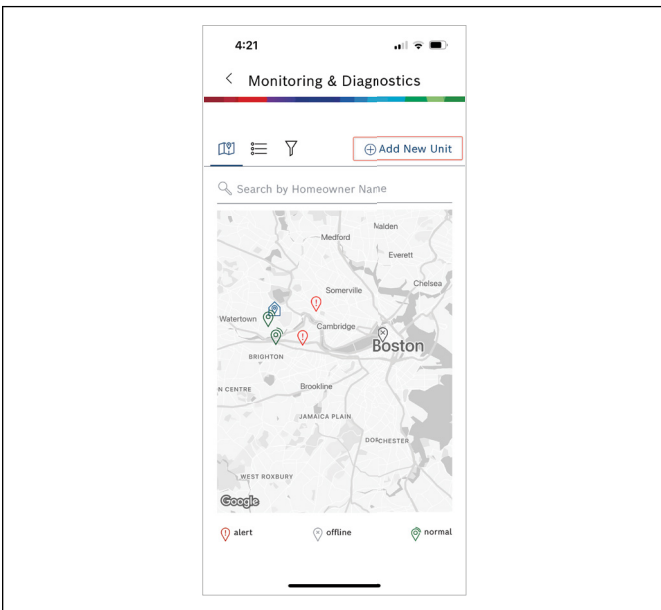 4:21
Monitoring & Diagnostics
Add New Unit
Search by Homeowner Name
Malden
Medford
Everett
Chelsea
Somerville
Watertown
Cambridge
Boston
BRIGHTON
N CENTRE
Brookline
JAMAICA PLAIN
DORCHESTER
WEST ROXBURY
Google
alert
offline
normal